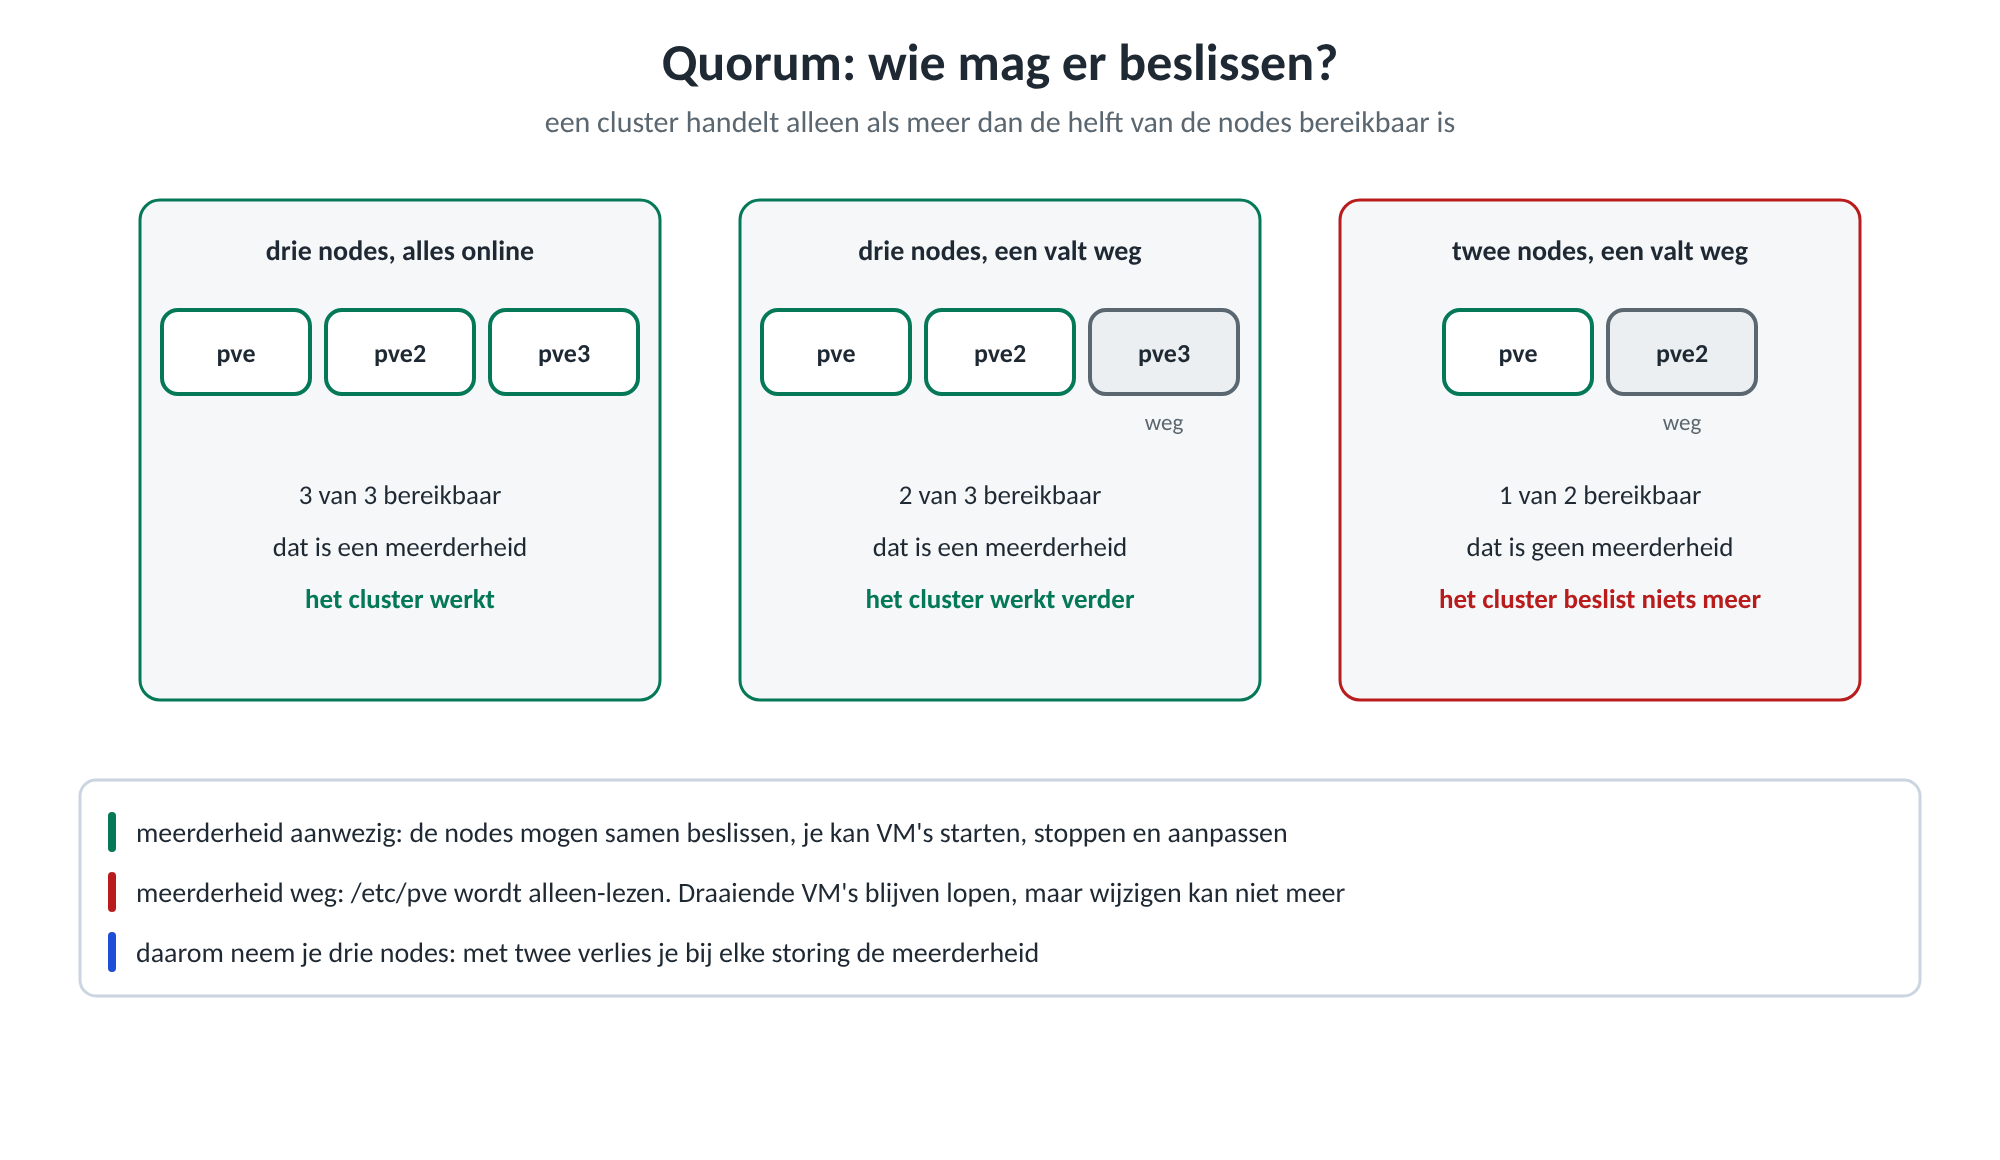 Quorum: wie mag er beslissen?
een cluster handelt alleen als meer dan de helft van de nodes bereikbaar is
drie nodes, alles online
pve
pve2
pve3
3 van 3 bereikbaar
dat is een meerderheid
het cluster werkt
drie nodes, een valt weg
pve
pve2
pve3
weg
2 van 3 bereikbaar
dat is een meerderheid
het cluster werkt verder
twee nodes, een valt weg
pve
pve2
weg
1 van 2 bereikbaar
dat is geen meerderheid
het cluster beslist niets meer
meerderheid aanwezig: de nodes mogen samen beslissen, je kan VM's starten, stoppen en aanpassen
meerderheid weg: /etc/pve wordt alleen-lezen. Draaiende VM's blijven lopen, maar wijzigen kan niet meer
daarom neem je drie nodes: met twee verlies je bij elke storing de meerderheid